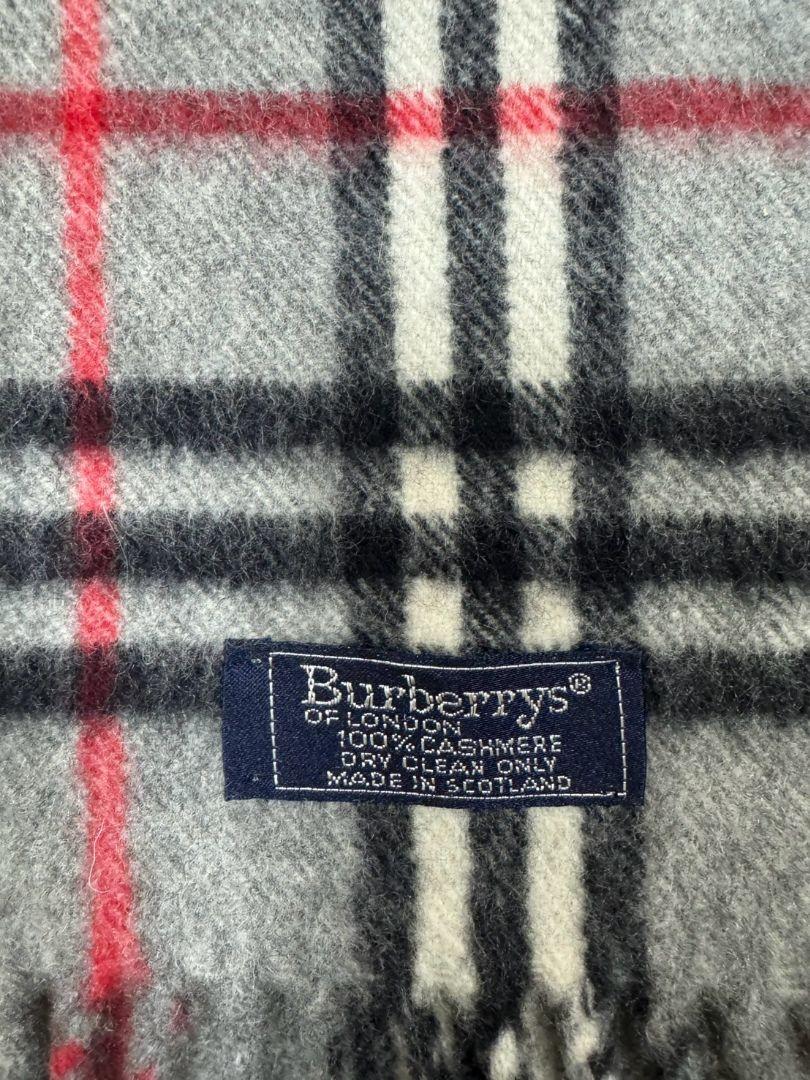 Burberrys®
OF LONDON
100% CASHMERE
DRY CLEAN ONLY
MADE IN SCOTLAND